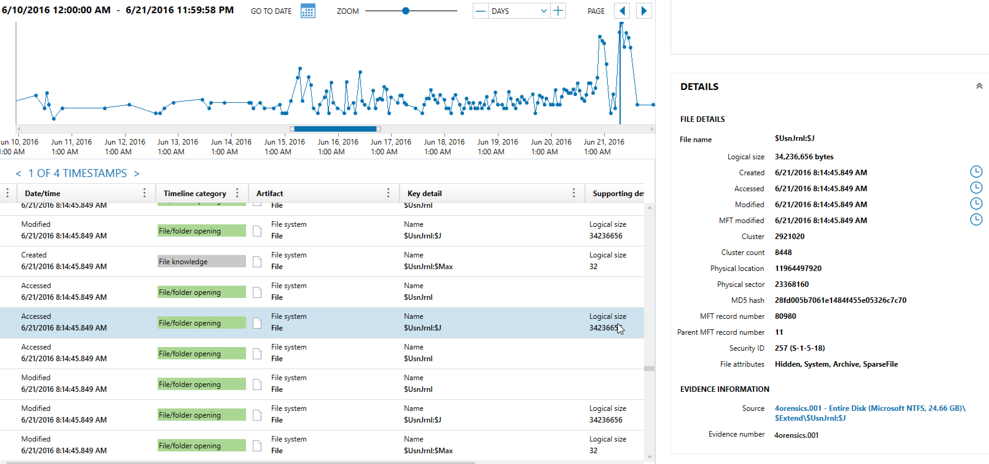 6/10/2016 12:00:00 AM - 6/21/2016 11:59:58 PM GO TO DATE ZOOM DAYS PAGE
Jun 10, 2016 Jun 11, 2016 Jun 12, 2016 Jun 13, 2016 Jun 14, 2016 Jun 15, 2016 Jun 16, 2016 Jun 17, 2016 Jun 18, 2016 Jun 19, 2016 Jun 20, 2016 Jun 21, 2016
1:00 AM 1:00 AM 1:00 AM 1:00 AM 1:00 AM 1:00 AM 1:00 AM 1:00 AM 1:00 AM 1:00 AM 1:00 AM 1:00 AM
< 1 OF 4 TIMESTAMPS >
Date/time Timeline category Artifact Key detail Supporting de
6/21/2016 8:14:45.849 AM File $UsnJrnl
Modified File system Name Logical size
6/21/2016 8:14:45.849 AM File/folder opening File $UsnJrnl:$J 34236656
Created File system Name Logical size
6/21/2016 8:14:45.849 AM File knowledge File $UsnJrnl:$Max 32
Accessed File system Name
6/21/2016 8:14:45.849 AM File/folder opening File $UsnJrnl
Accessed File system Name Logical size
6/21/2016 8:14:45.849 AM File/folder opening File $UsnJrnl:$J 34236656
Accessed File system Name
6/21/2016 8:14:45.849 AM File/folder opening File $UsnJrnl
Modified File system Name
6/21/2016 8:14:45.849 AM File/folder opening File $UsnJrnl
Modified File system Name Logical size
6/21/2016 8:14:45.849 AM File/folder opening File $UsnJrnl:$J 34236656
Modified File system Name Logical size
6/21/2016 8:14:45.849 AM File/folder opening File $UsnJrnl:$Max 32
DETAILS
FILE DETAILS
File name $UsnJrnl:$J
Logical size 34,236,656 bytes
Created 6/21/2016 8:14:45.849 AM
Accessed 6/21/2016 8:14:45.849 AM
Modified 6/21/2016 8:14:45.849 AM
MFT modified 6/21/2016 8:14:45.849 AM
Cluster 2921020
Cluster count 8448
Physical location 11964497920
Physical sector 23368160
MD5 hash 28fd005b7061e1484f455e05326c7c70
MFT record number 80980
Parent MFT record number 11
Security ID 257 (S-1-5-18)
File attributes Hidden, System, Archive, SparseFile
EVIDENCE INFORMATION
Source 4orensics.001 - Entire Disk (Microsoft NTFS, 24.66 GB)\
$Extend\$UsnJrnl:$J
Evidence number 4orensics.001